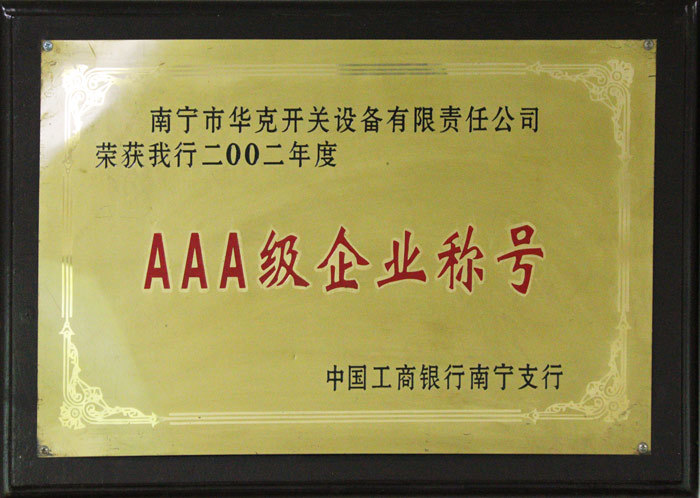 南宁市华克开关设备有限责任公司
荣获我行二00二年度
AAA级企业称号
中国工商银行南宁支行